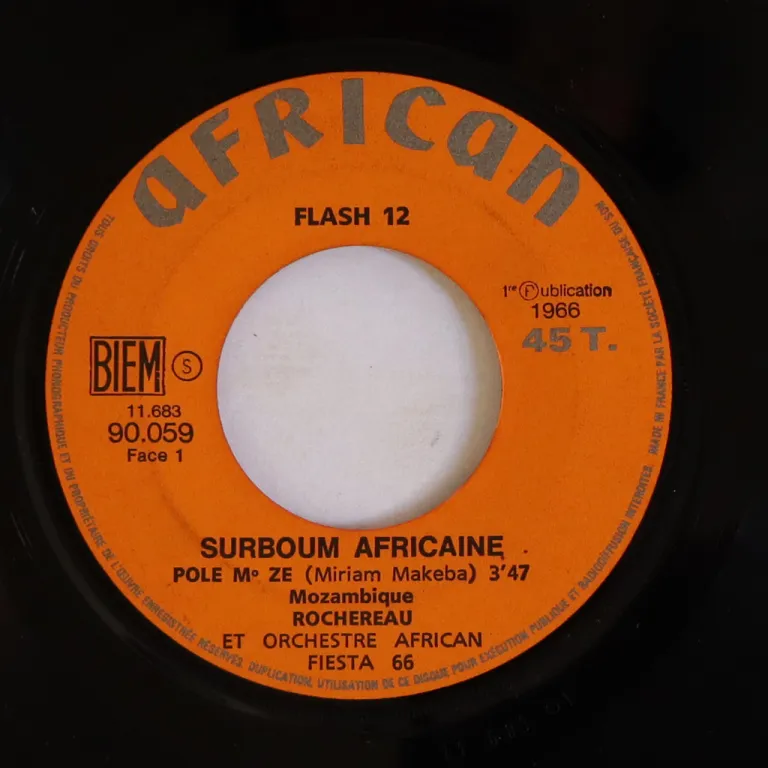 AFRICAN
FLASH 12
1re Ⓟublication
1966
45 T.
BIEM
S
11.683
90.059
Face 1
SURBOUM AFRICAINE
POLE Mo ZE (Miriam Makeba) 3'47
Mozambique
ROCHEREAU
ET ORCHESTRE AFRICAN
FIESTA 66
TOUS DROITS DU PRODUCTEUR PHONOGRAPHIQUE ET DU PROPRIÉTAIRE DE L'ŒUVRE ENREGISTRÉE RÉSERVÉS. DUPLICATION, UTILISATION DE CE DISQUE POUR EXÉCUTION PUBLIQUE ET RADIODIFFUSION INTERDITES. MADE IN FRANCE PAR LA SOCIÉTÉ FRANÇAISE DU SON